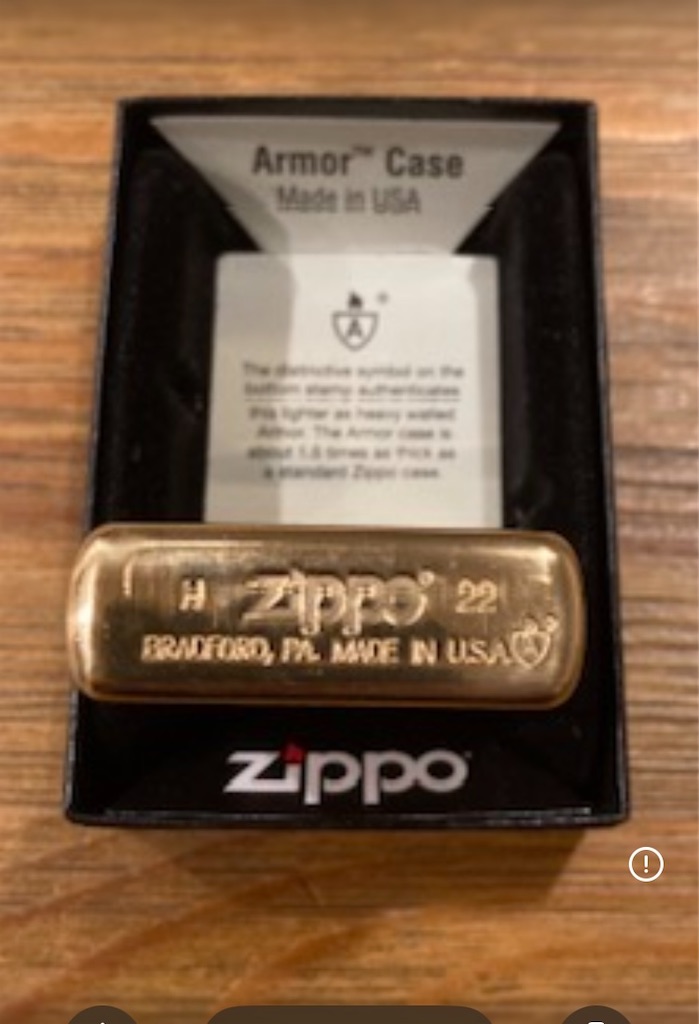 Armor™ Case
Made in USA
A ®
The distinctive symbol on the
bottom stamp authenticates
this lighter as heavy walled
Armor. The Armor case is
about 1.5 times as thick as
a standard Zippo case.
H Zippo® 22
BRADFORD, PA. MADE IN U.S.A. A
zippo